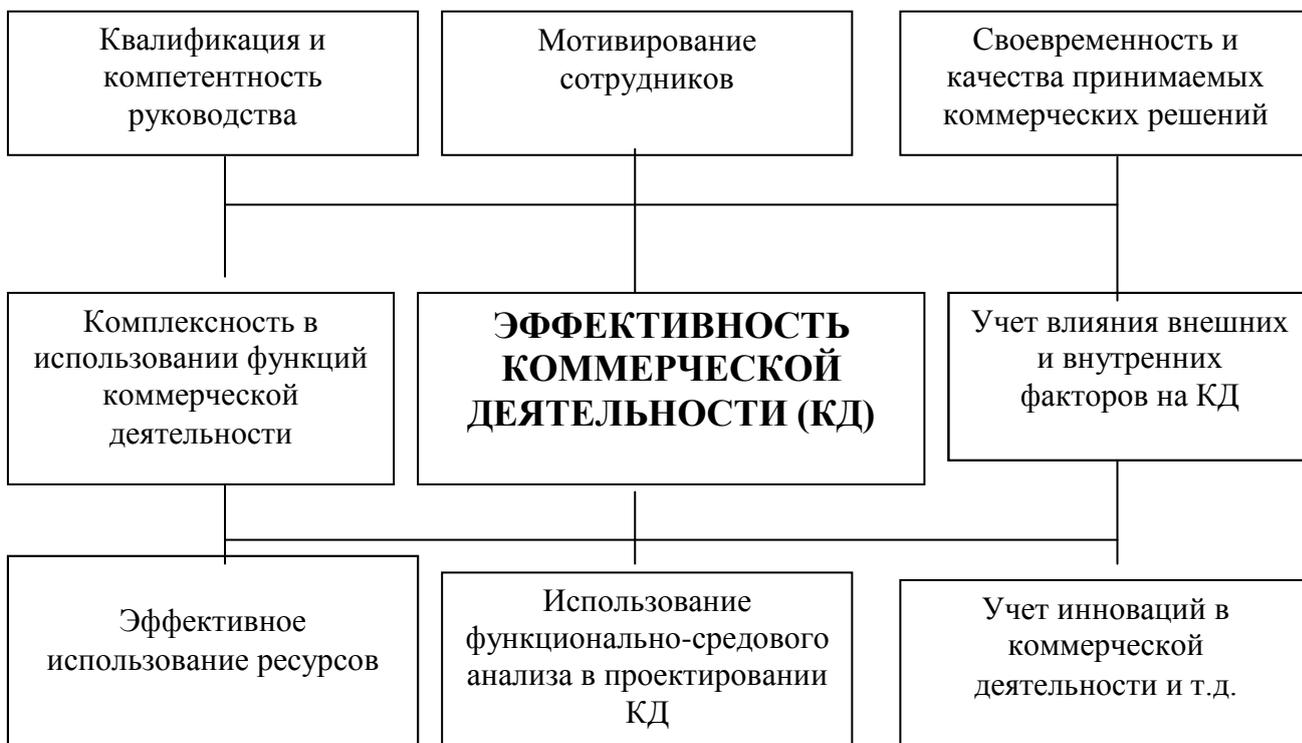 Квалификация и
компетентность
руководства
Мотивирование
сотрудников
Своевременность и
качества принимаемых
коммерческих решений
Комплексность в
использовании функций
коммерческой
деятельности
ЭФФЕКТИВНОСТЬ
КОММЕРЧЕСКОЙ
ДЕЯТЕЛЬНОСТИ (КД)
Учет влияния внешних
и внутренних
факторов на КД
Эффективное
использование ресурсов
Использование
функционально-средового
анализа в проектировании
КД
Учет инноваций в
коммерческой
деятельности и т.д.